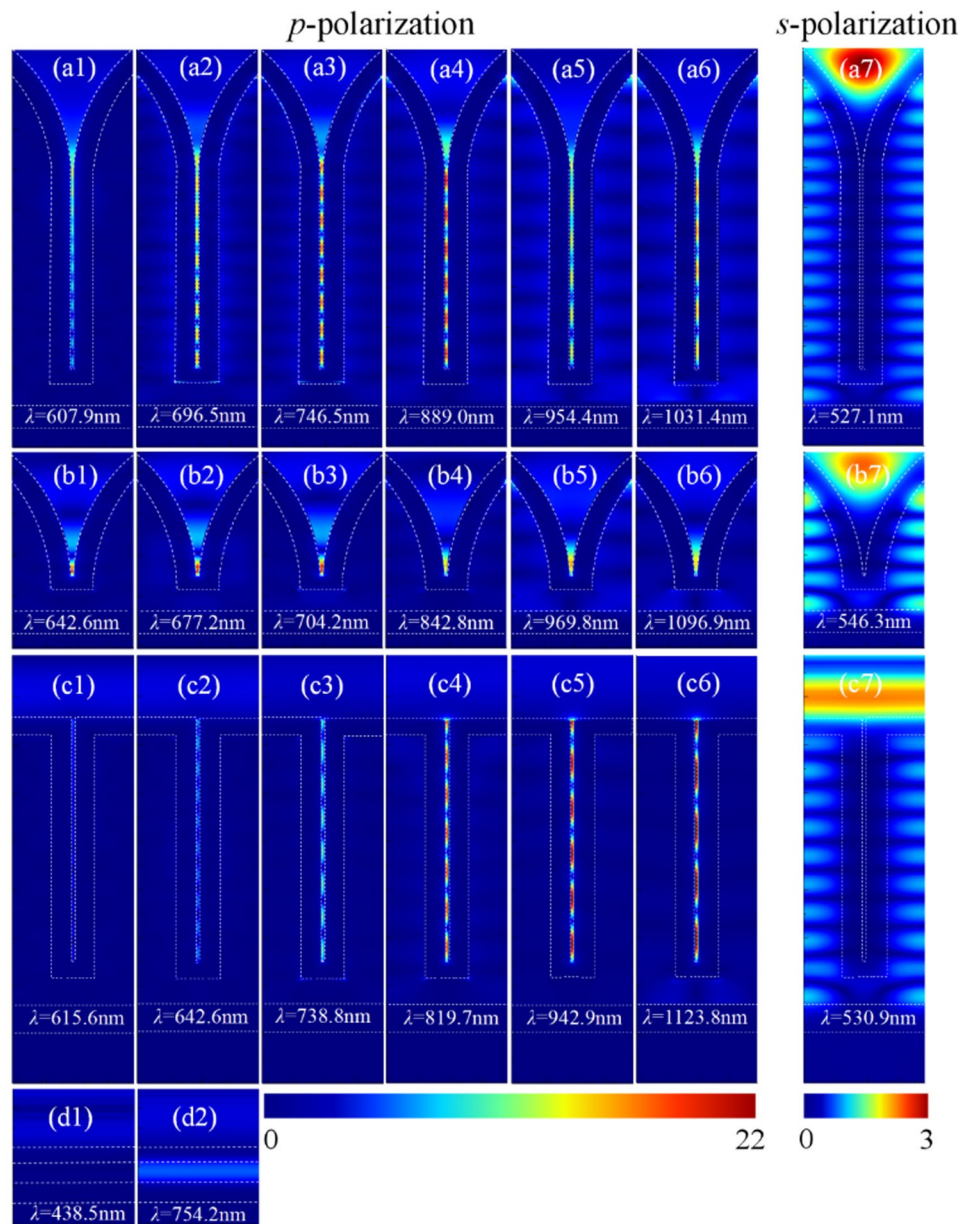 p-polarization s-polarization
(a1) (a2) (a3) (a4) (a5) (a6) (a7)
λ=607.9nm λ=696.5nm λ=746.5nm λ=889.0nm λ=954.4nm λ=1031.4nm λ=527.1nm
(b1) (b2) (b3) (b4) (b5) (b6) (b7)
λ=642.6nm λ=677.2nm λ=704.2nm λ=842.8nm λ=969.8nm λ=1096.9nm λ=546.3nm
(c1) (c2) (c3) (c4) (c5) (c6) (c7)
λ=615.6nm λ=642.6nm λ=738.8nm λ=819.7nm λ=942.9nm λ=1123.8nm λ=530.9nm
(d1) (d2)
0 22 0 3
λ=438.5nm λ=754.2nm